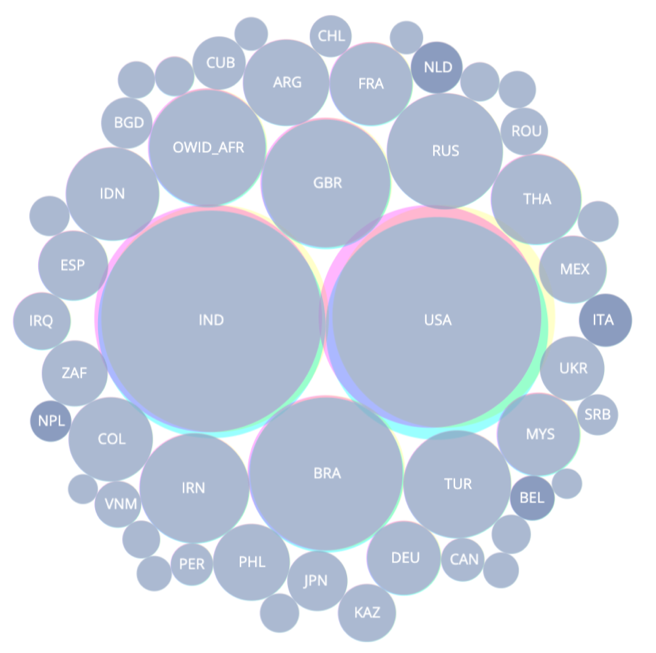 CHL
CUB
ARG
FRA
NLD
BGD
OWID_AFR
RUS
ROU
GBR
IDN
THA
ESP
MEX
IRQ
IND
USA
ITA
ZAF
UKR
NPL
SRB
COL
MYS
BRA
IRN
TUR
BEL
VNM
PER
PHL
DEU
CAN
JPN
KAZ